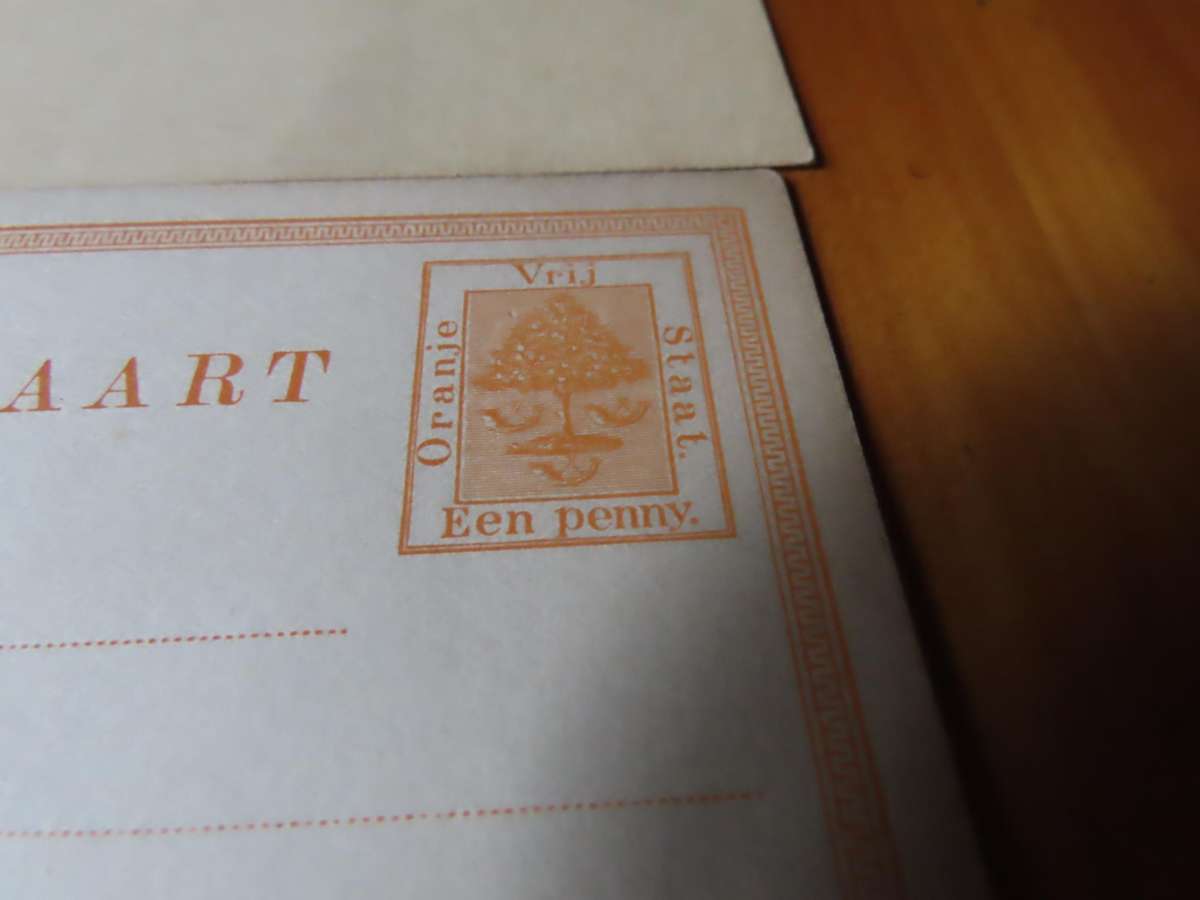 AART
Oranje Vrij Staat.
Een penny.